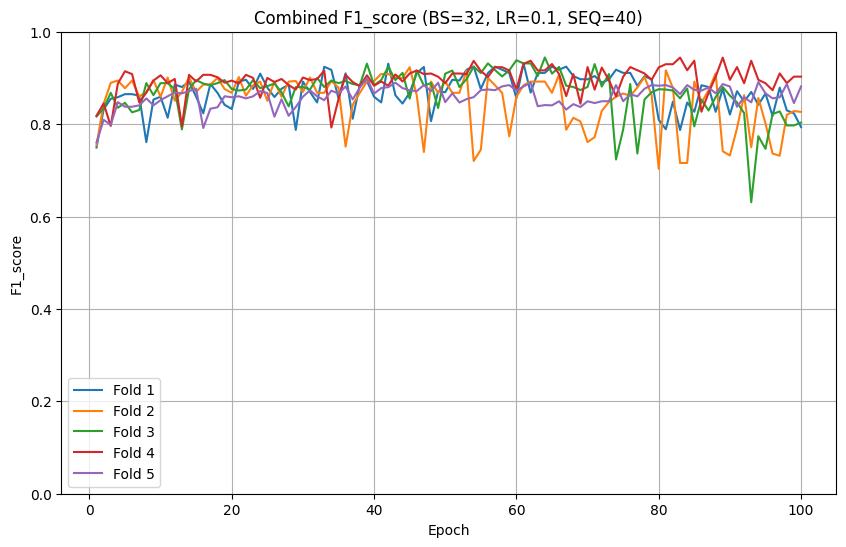 Combined F1_score (BS=32, LR=0.1, SEQ=40)
1.0
0.8
0.6
0.4
0.2
0.0
F1_score
Fold 1
Fold 2
Fold 3
Fold 4
Fold 5
0 20 40 60 80 100
Epoch